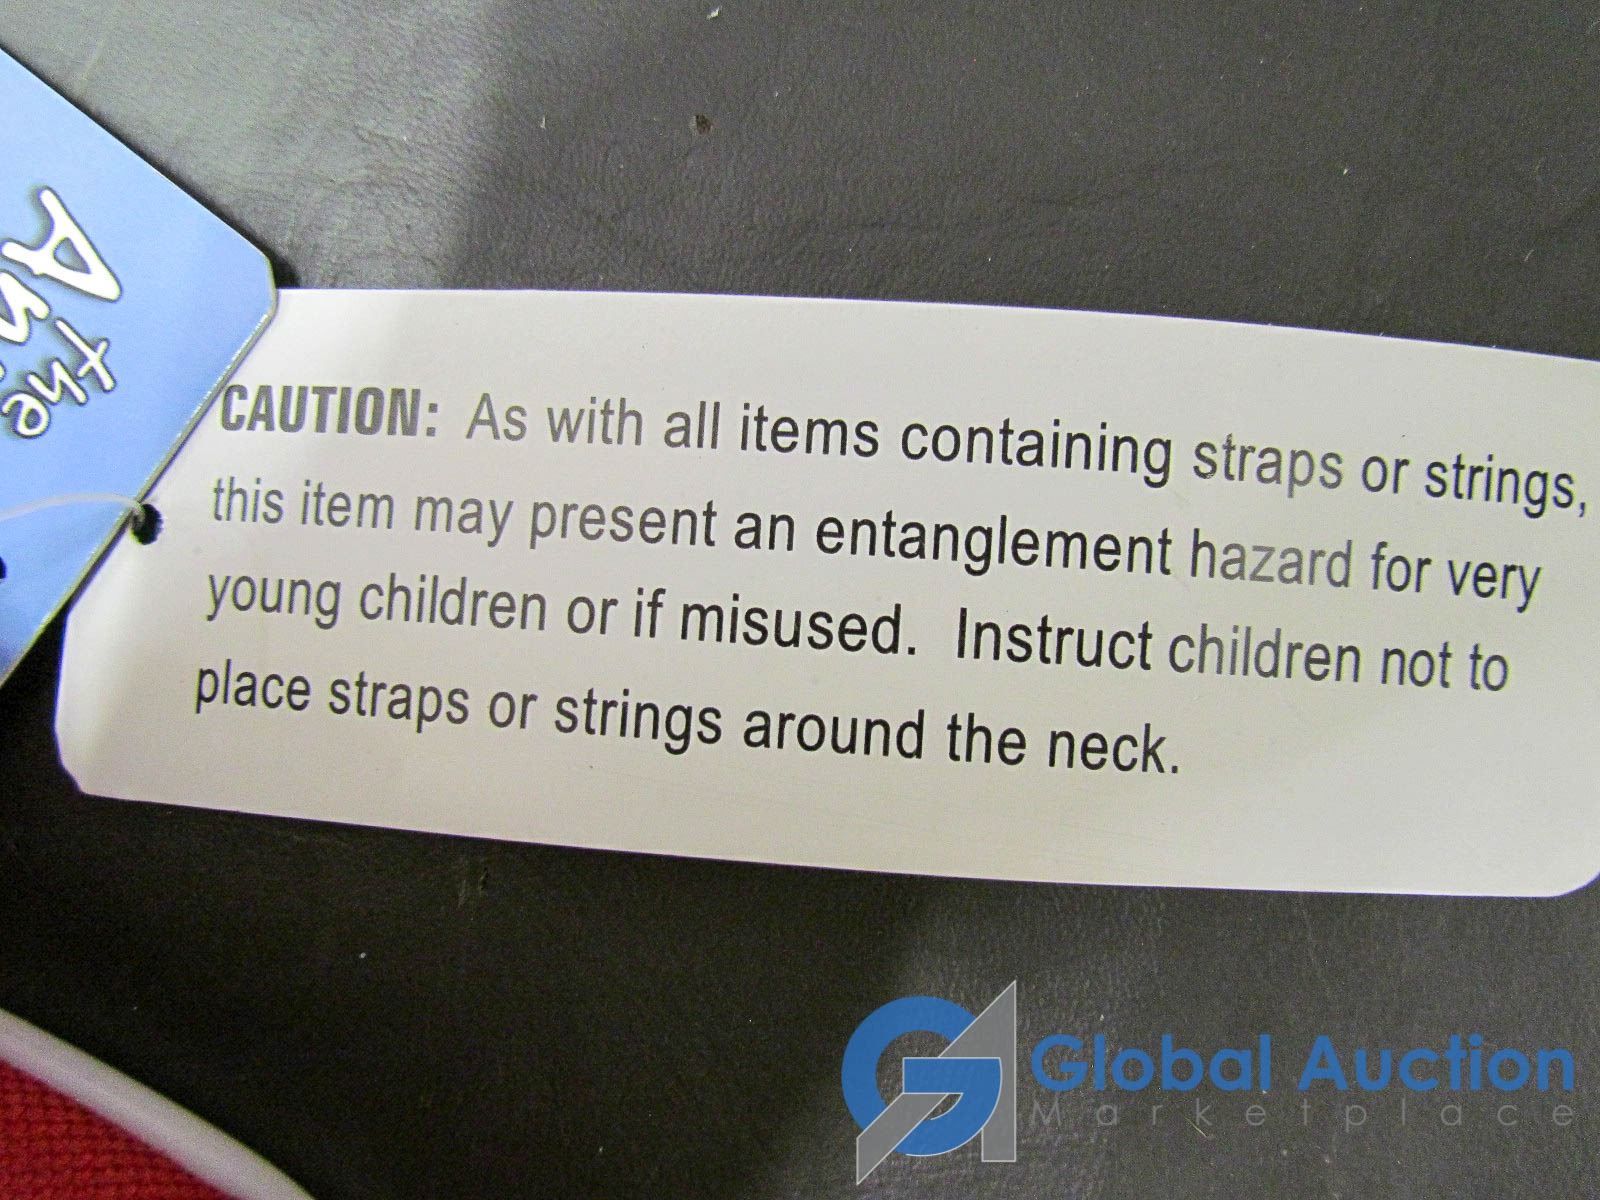 the
CAUTION: As with all items containing straps or strings,
this item may present an entanglement hazard for very
young children or if misused. Instruct children not to
place straps or strings around the neck.
Global Auction
Marketplace